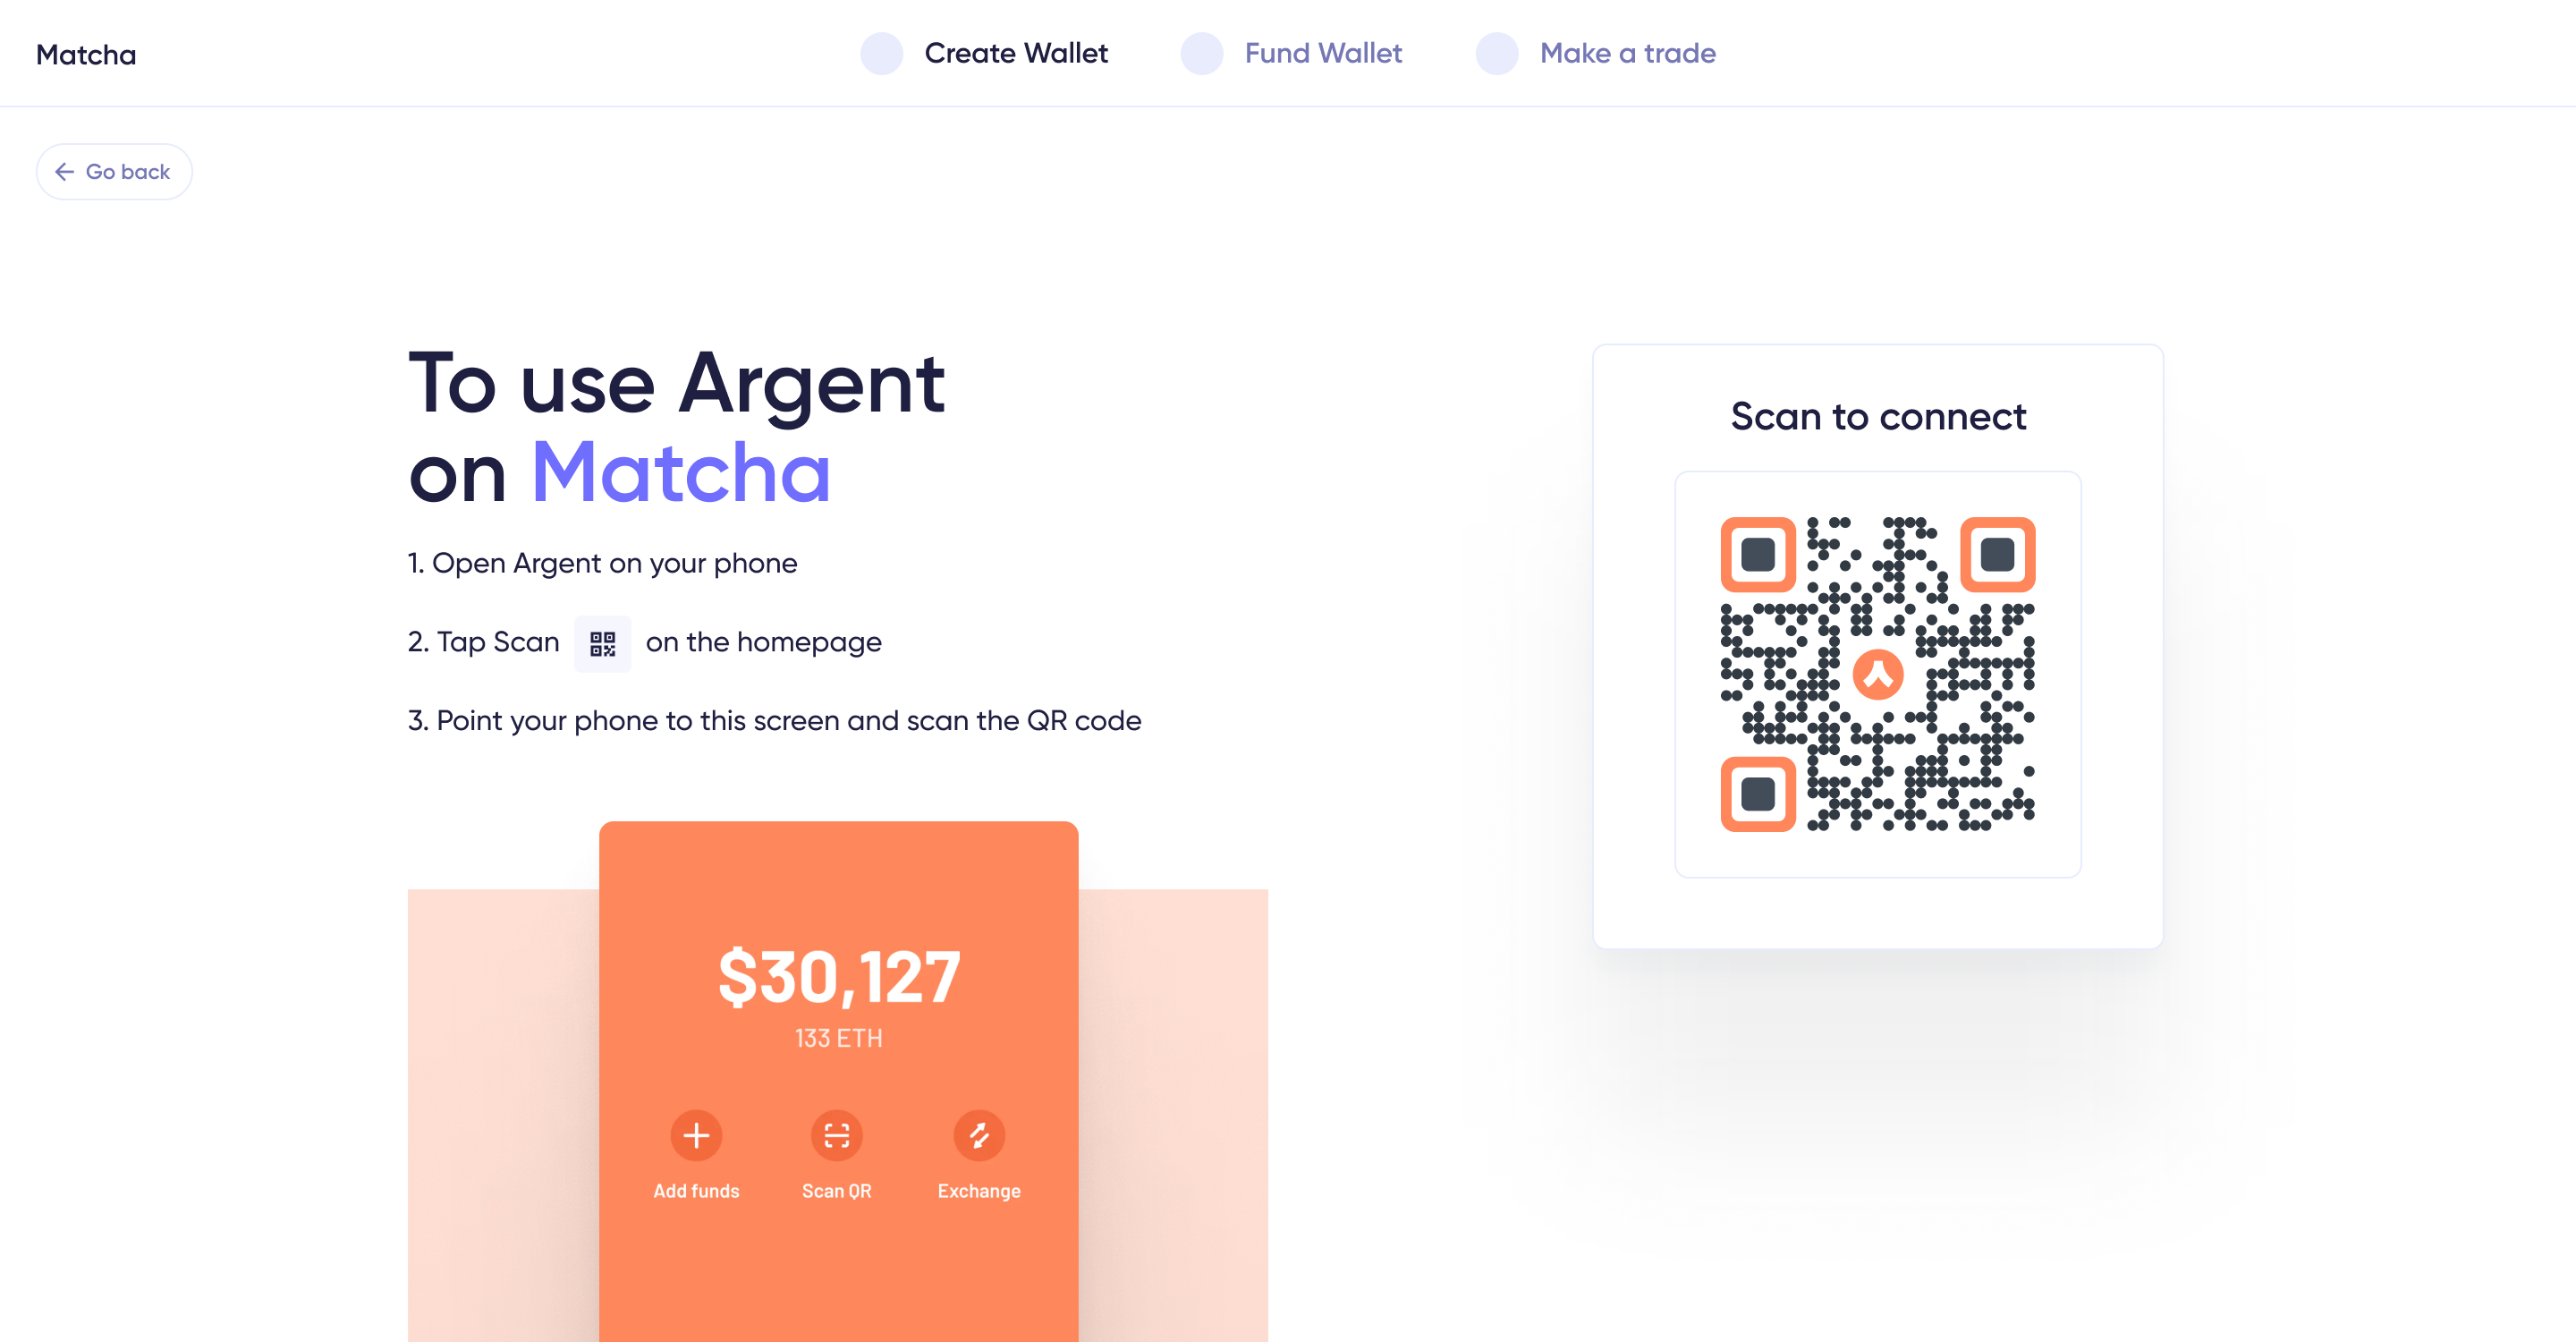 Matcha
Create Wallet
Fund Wallet
Make a trade
Go back
To use Argent
on Matcha
1. Open Argent on your phone
2. Tap Scan on the homepage
3. Point your phone to this screen and scan the QR code
$30,127
133 ETH
Add funds
Scan QR
Exchange
Scan to connect